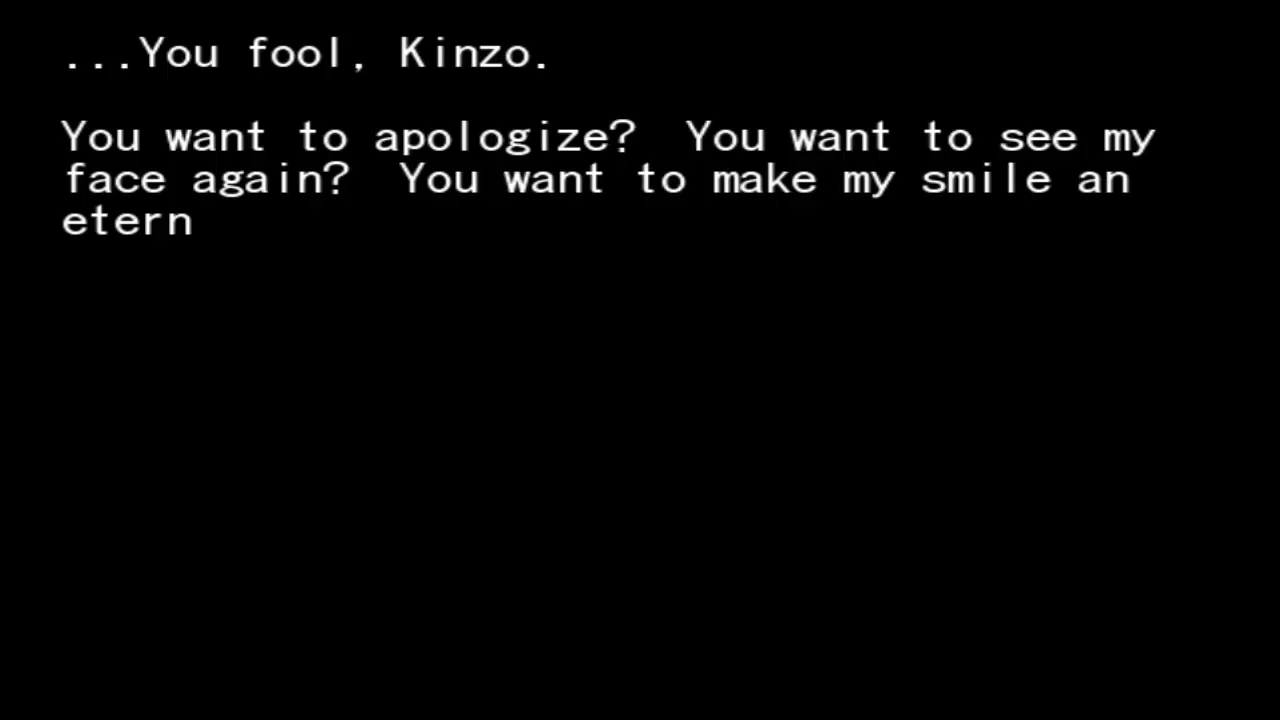 ...You fool, Kinzo.
You want to apologize?  You want to see my
face again?  You want to make my smile an
etern